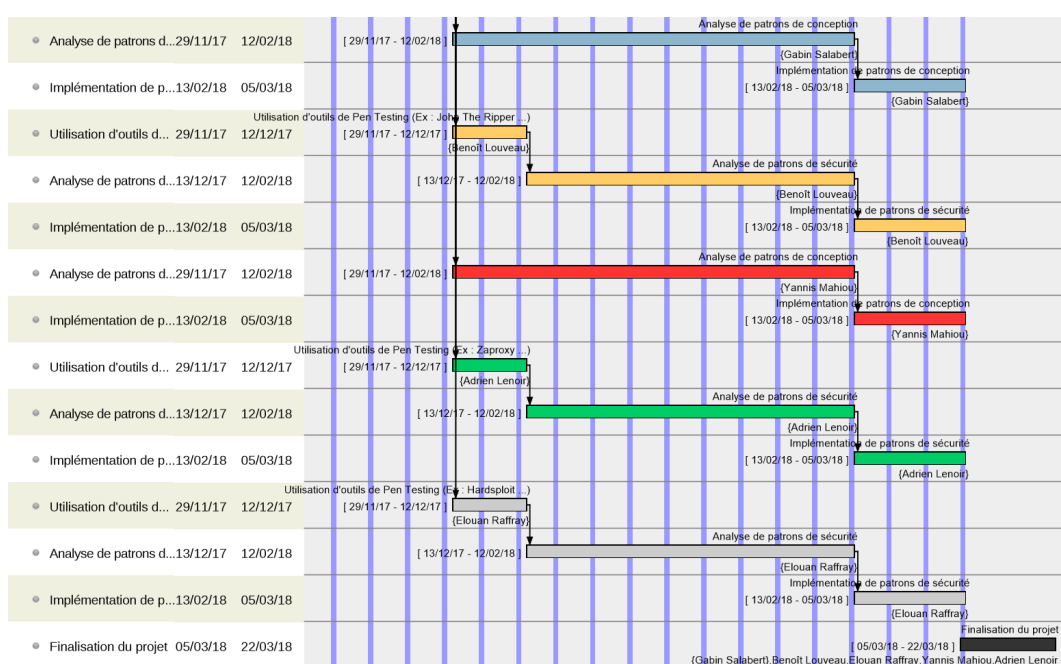 Analyse de patrons de conception
Analyse de patrons d... 29/11/17 12/02/18 [ 29/11/17 - 12/02/18 ]
{Gabin Salabert}
Implémentation de patrons de conception
Implémentation de p... 13/02/18 05/03/18 [ 13/02/18 - 05/03/18 ]
{Gabin Salabert}
Utilisation d'outils de Pen Testing (Ex : John The Ripper ...)
Utilisation d'outils d... 29/11/17 12/12/17 [ 29/11/17 - 12/12/17 ]
{Benoît Louveau}
Analyse de patrons de sécurité
Analyse de patrons d... 13/12/17 12/02/18 [ 13/12/17 - 12/02/18 ]
{Benoît Louveau}
Implémentation de patrons de sécurité
Implémentation de p... 13/02/18 05/03/18 [ 13/02/18 - 05/03/18 ]
{Benoît Louveau}
Analyse de patrons de conception
Analyse de patrons d... 29/11/17 12/02/18 [ 29/11/17 - 12/02/18 ]
{Yannis Mahiou}
Implémentation de patrons de conception
Implémentation de p... 13/02/18 05/03/18 [ 13/02/18 - 05/03/18 ]
{Yannis Mahiou}
Utilisation d'outils de Pen Testing (Ex : Zaproxy ...)
Utilisation d'outils d... 29/11/17 12/12/17 [ 29/11/17 - 12/12/17 ]
{Adrien Lenoir}
Analyse de patrons de sécurité
Analyse de patrons d... 13/12/17 12/02/18 [ 13/12/17 - 12/02/18 ]
{Adrien Lenoir}
Implémentation de patrons de sécurité
Implémentation de p... 13/02/18 05/03/18 [ 13/02/18 - 05/03/18 ]
{Adrien Lenoir}
Utilisation d'outils de Pen Testing (Ex : Hardsploit ...)
Utilisation d'outils d... 29/11/17 12/12/17 [ 29/11/17 - 12/12/17 ]
{Elouan Raffray}
Analyse de patrons de sécurité
Analyse de patrons d... 13/12/17 12/02/18 [ 13/12/17 - 12/02/18 ]
{Elouan Raffray}
Implémentation de patrons de sécurité
Implémentation de p... 13/02/18 05/03/18 [ 13/02/18 - 05/03/18 ]
{Elouan Raffray}
Finalisation du projet
Finalisation du projet 05/03/18 22/03/18 [ 05/03/18 - 22/03/18 ]
{Gabin Salabert},Benoît Louveau,Elouan Raffray,Yannis Mahiou,Adrien Lenoir